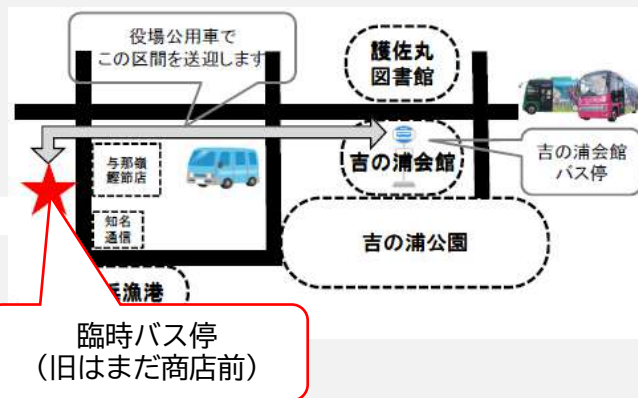 役場公用車で
この区間を送迎します
護佐丸
図書館
与那嶺
鰹節店
吉の浦会館
吉の浦会館
バス停
知名
通信
吉の浦公園
漁港
臨時バス停
（旧はまだ商店前）